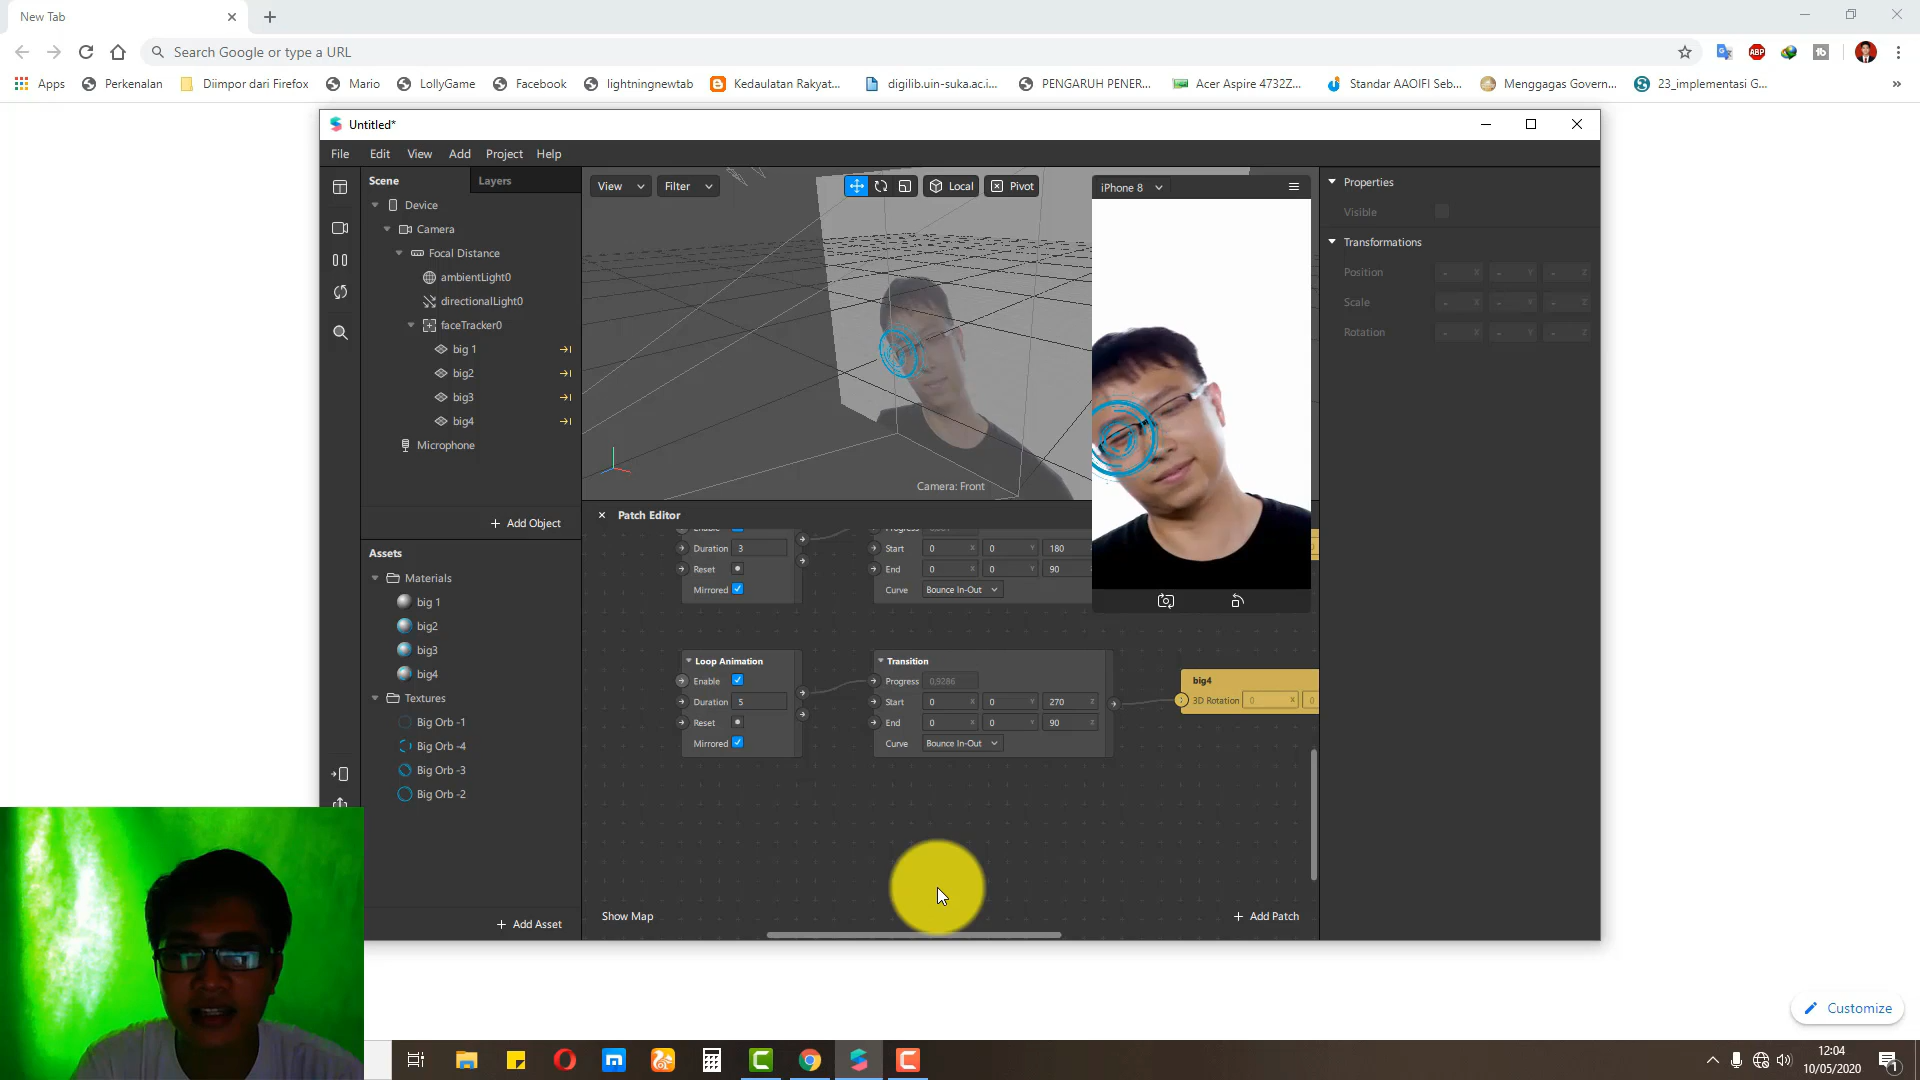 New Tab
Search Google or type a URL
Apps Perkenalan Diimpor dari Firefox Mario LollyGame Facebook lightningnewtab Kedaulatan Rakyat... digilib.uin-suka.ac.i... PENGARUH PENER... Acer Aspire 4732Z... Standar AAOIFI Seb... Menggagas Govern... 23_implementasi G...
Untitled*
File Edit View Add Project Help
Scene Layers
Device
Camera
Focal Distance
ambientLight0
directionalLight0
faceTracker0
big 1
big2
big3
big4
Microphone
+ Add Object
Assets
Materials
big 1
big2
big3
big4
Textures
Big Orb -1
Big Orb -4
Big Orb -3
Big Orb -2
+ Add Asset
View Filter Local Pivot
iPhone 8
Camera: Front
Patch Editor
Enable
Duration 3
Reset
Mirrored
Progress
Start 0 X 0 Y 180
End 0 X 0 Y 90
Curve Bounce In-Out
Loop Animation
Enable
Duration 5
Reset
Mirrored
Transition
Progress 0,9286
Start 0 X 0 Y 270 Z
End 0 X 0 Y 90 Z
Curve Bounce In-Out
big4
3D Rotation 0 X 0
Show Map
+ Add Patch
Properties
Visible
Transformations
Position - X - Y - Z
Scale - X - Y - Z
Rotation - X - Y - Z
Customize
12:04
10/05/2020